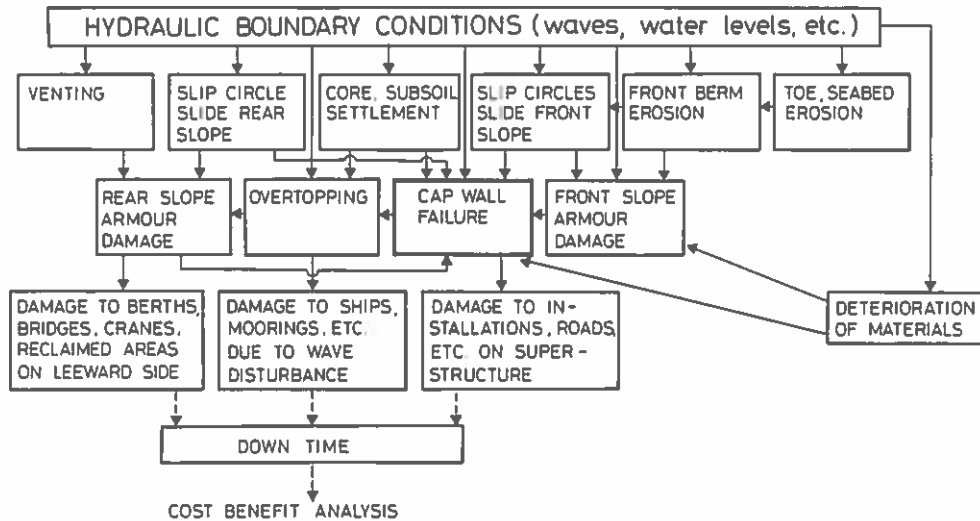 HYDRAULIC BOUNDARY CONDITIONS (waves, water levels, etc.)
VENTING
SLIP CIRCLE
SLIDE REAR
SLOPE
CORE, SUBSOIL
SETTLEMENT
SLIP CIRCLES
SLIDE FRONT
SLOPE
FRONT BERM
EROSION
TOE, SEABED
EROSION
REAR SLOPE
ARMOUR
DAMAGE
OVERTOPPING
CAP WALL
FAILURE
FRONT SLOPE
ARMOUR
DAMAGE
DAMAGE TO BERTHS,
BRIDGES, CRANES,
RECLAIMED AREAS
ON LEEWARD SIDE
DAMAGE TO SHIPS,
MOORINGS, ETC.
DUE TO WAVE
DISTURBANCE
DAMAGE TO IN-
STALLATIONS, ROADS,
ETC. ON SUPER-
STRUCTURE
DETERIORATION
OF MATERIALS
DOWN TIME
COST BENEFIT ANALYSIS